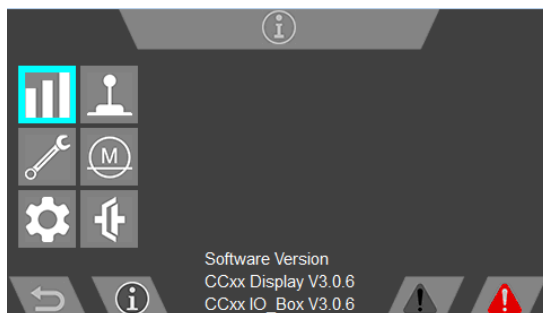 M
Software Version
CCxx Display V3.0.6
CCxx IO_Box V3.0.6